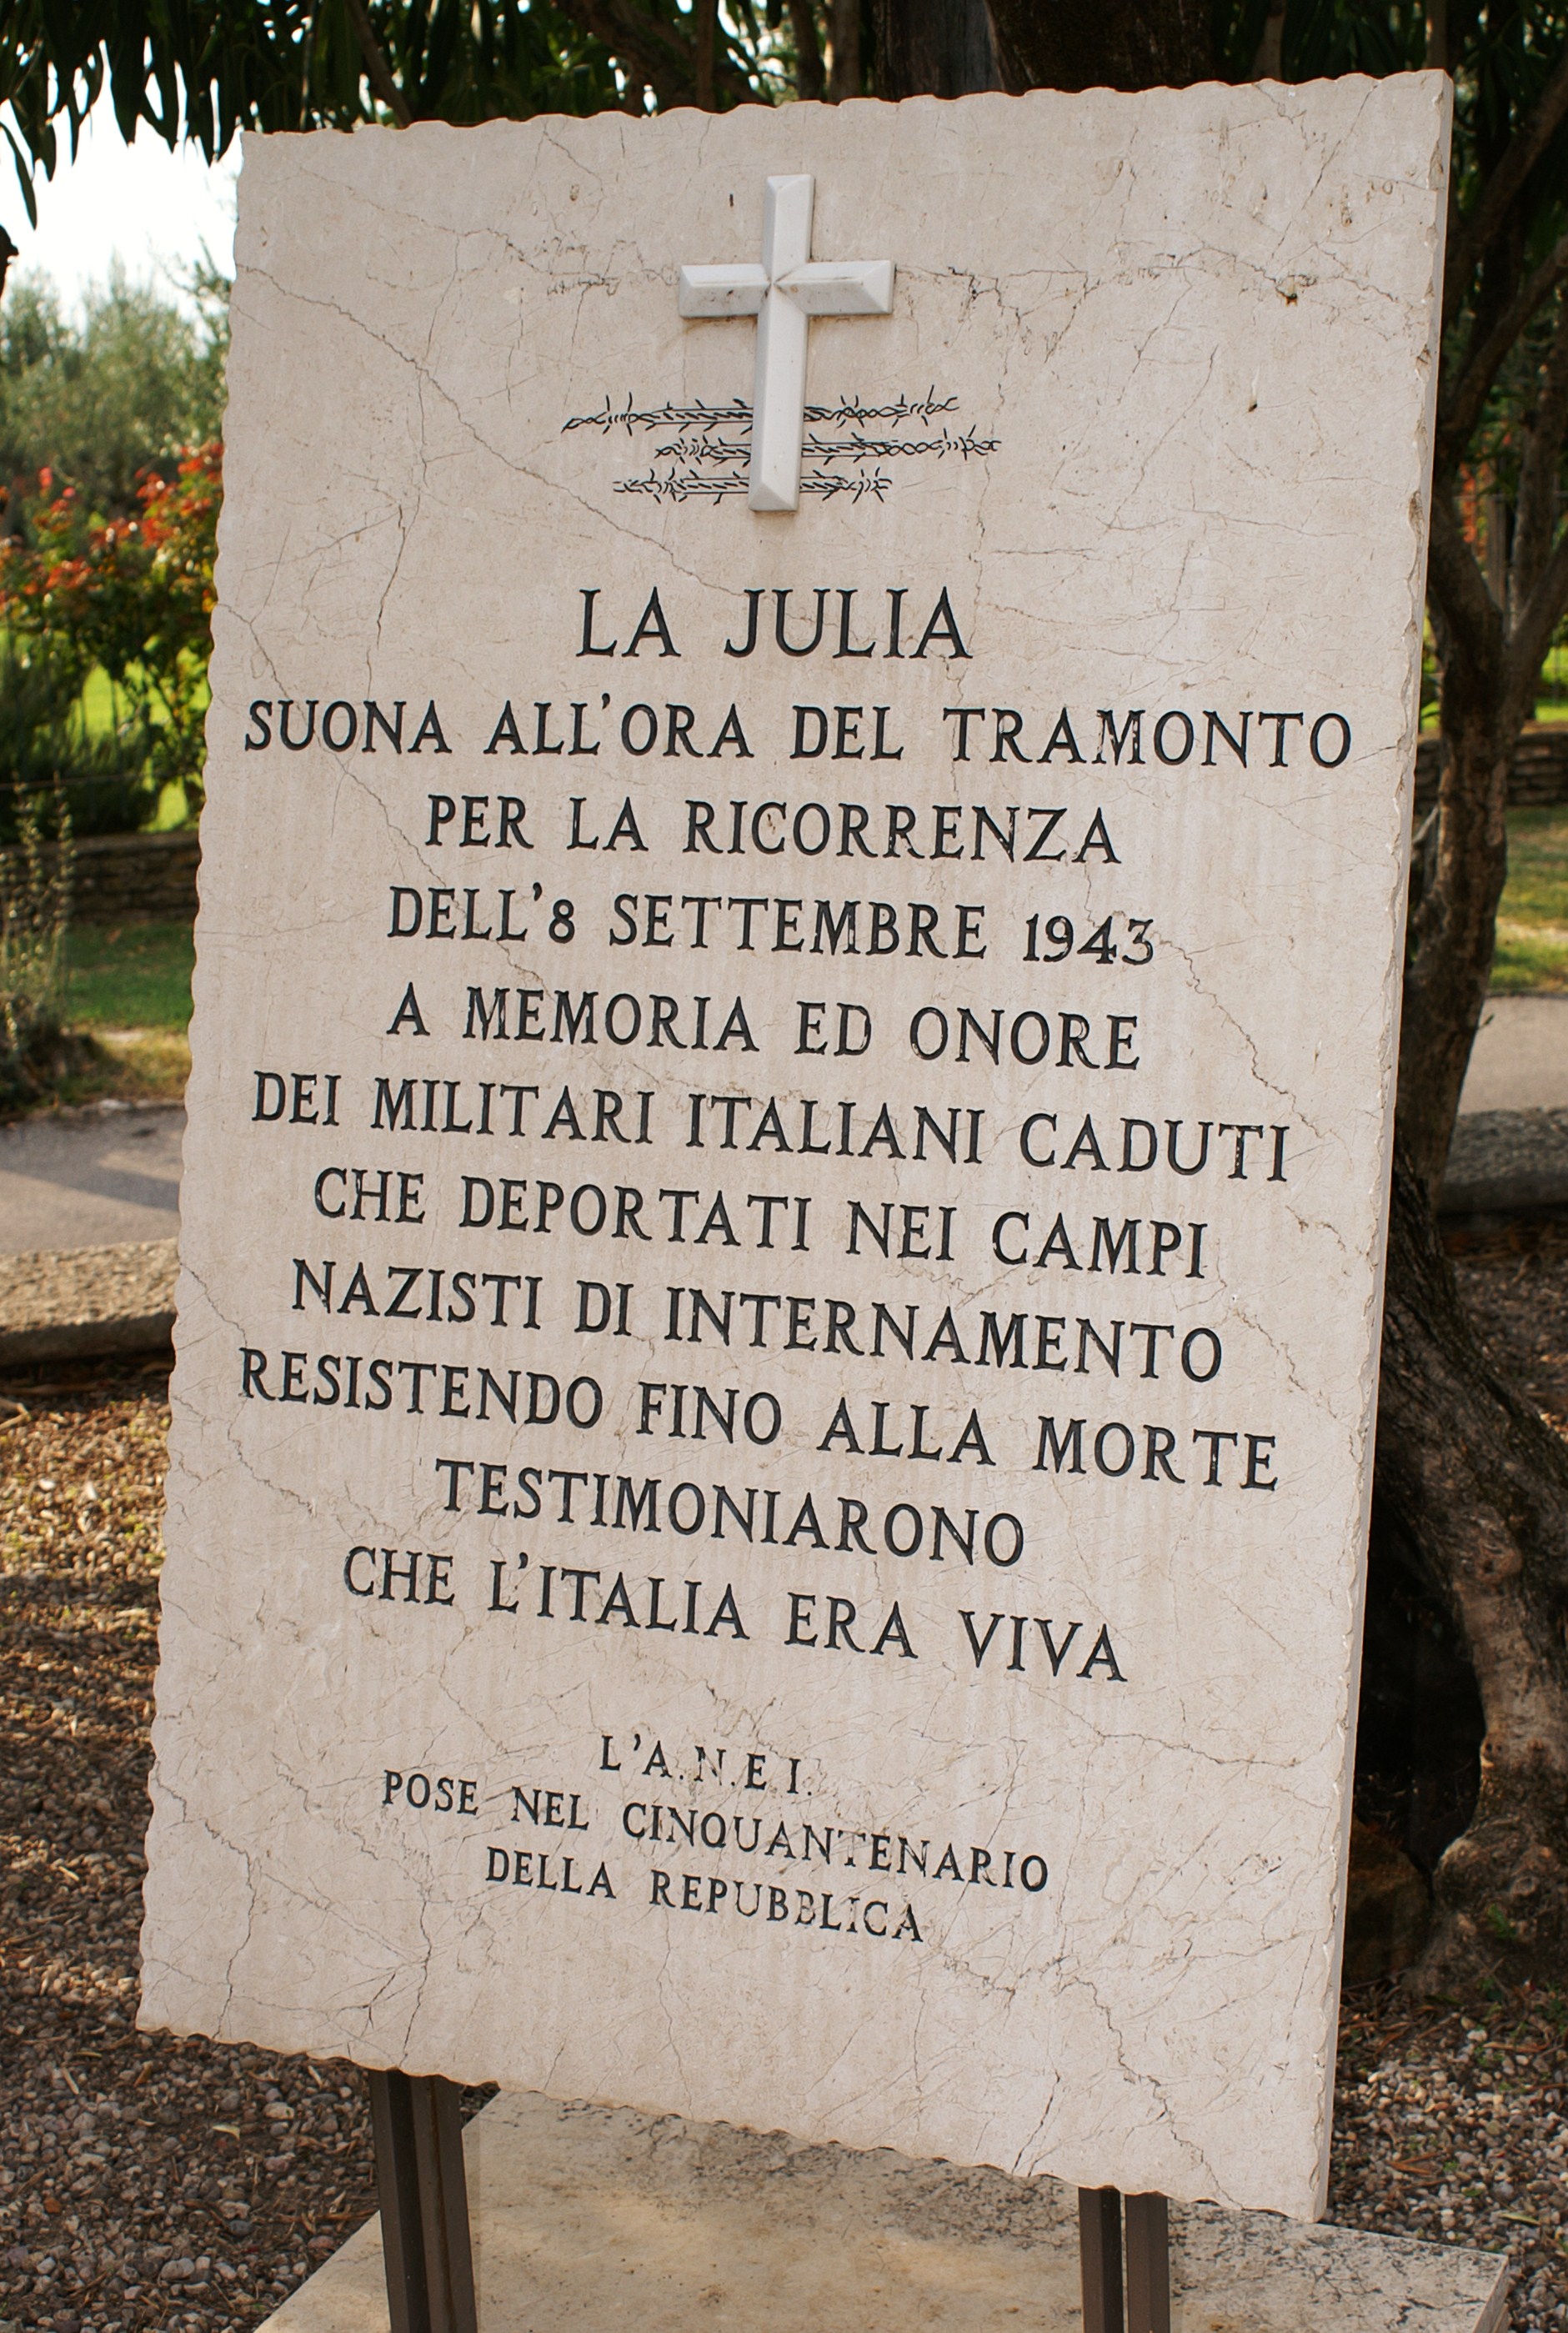 LA JULIA
SUONA ALL'ORA DEL TRAMONTO
PER LA RICORRENZA
DELL'8 SETTEMBRE 1943
A MEMORIA ED ONORE
DEI MILITARI ITALIANI CADUTI
CHE DEPORTATI NEI CAMPI
NAZISTI DI INTERNAMENTO
RESISTENDO FINO ALLA MORTE
TESTIMONIARONO
CHE L'ITALIA ERA VIVA
L'A.N.E.I.
POSE NEL CINQUANTENARIO
DELLA REPUBBLICA